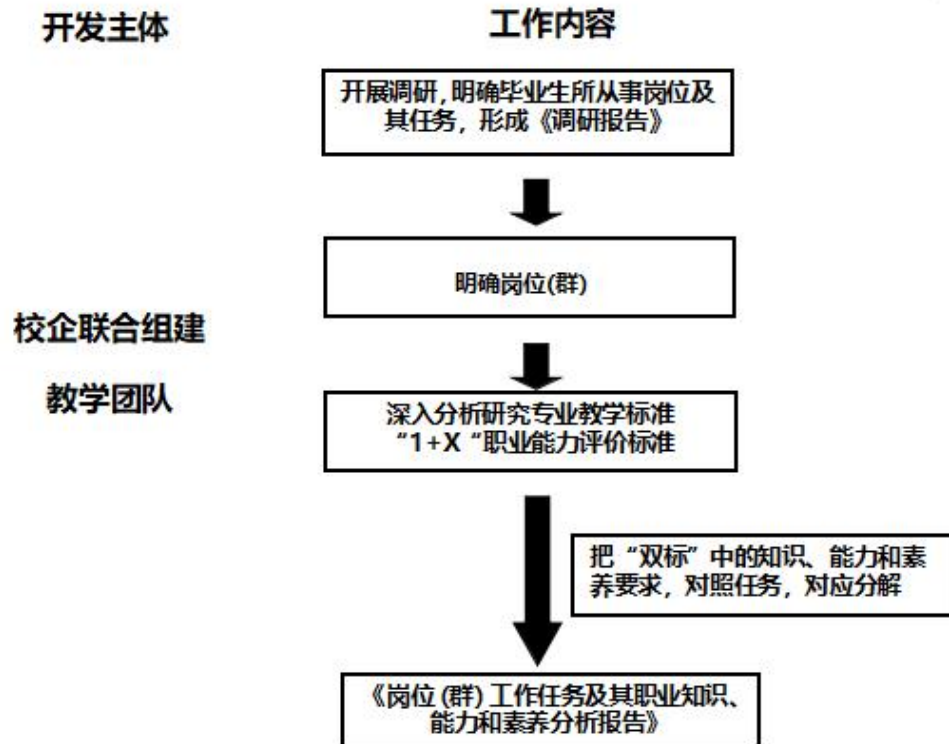 开发主体
工作内容
开展调研,明确毕业生所从事岗位及
其任务，形成《调研报告》
明确岗位(群)
校企联合组建
教学团队
深入分析研究专业教学标准
“1+X“职业能力评价标准
把“双标”中的知识、能力和素
养要求，对照任务，对应分解
《岗位(群)工作任务及其职业知识、
能力和素养分析报告》